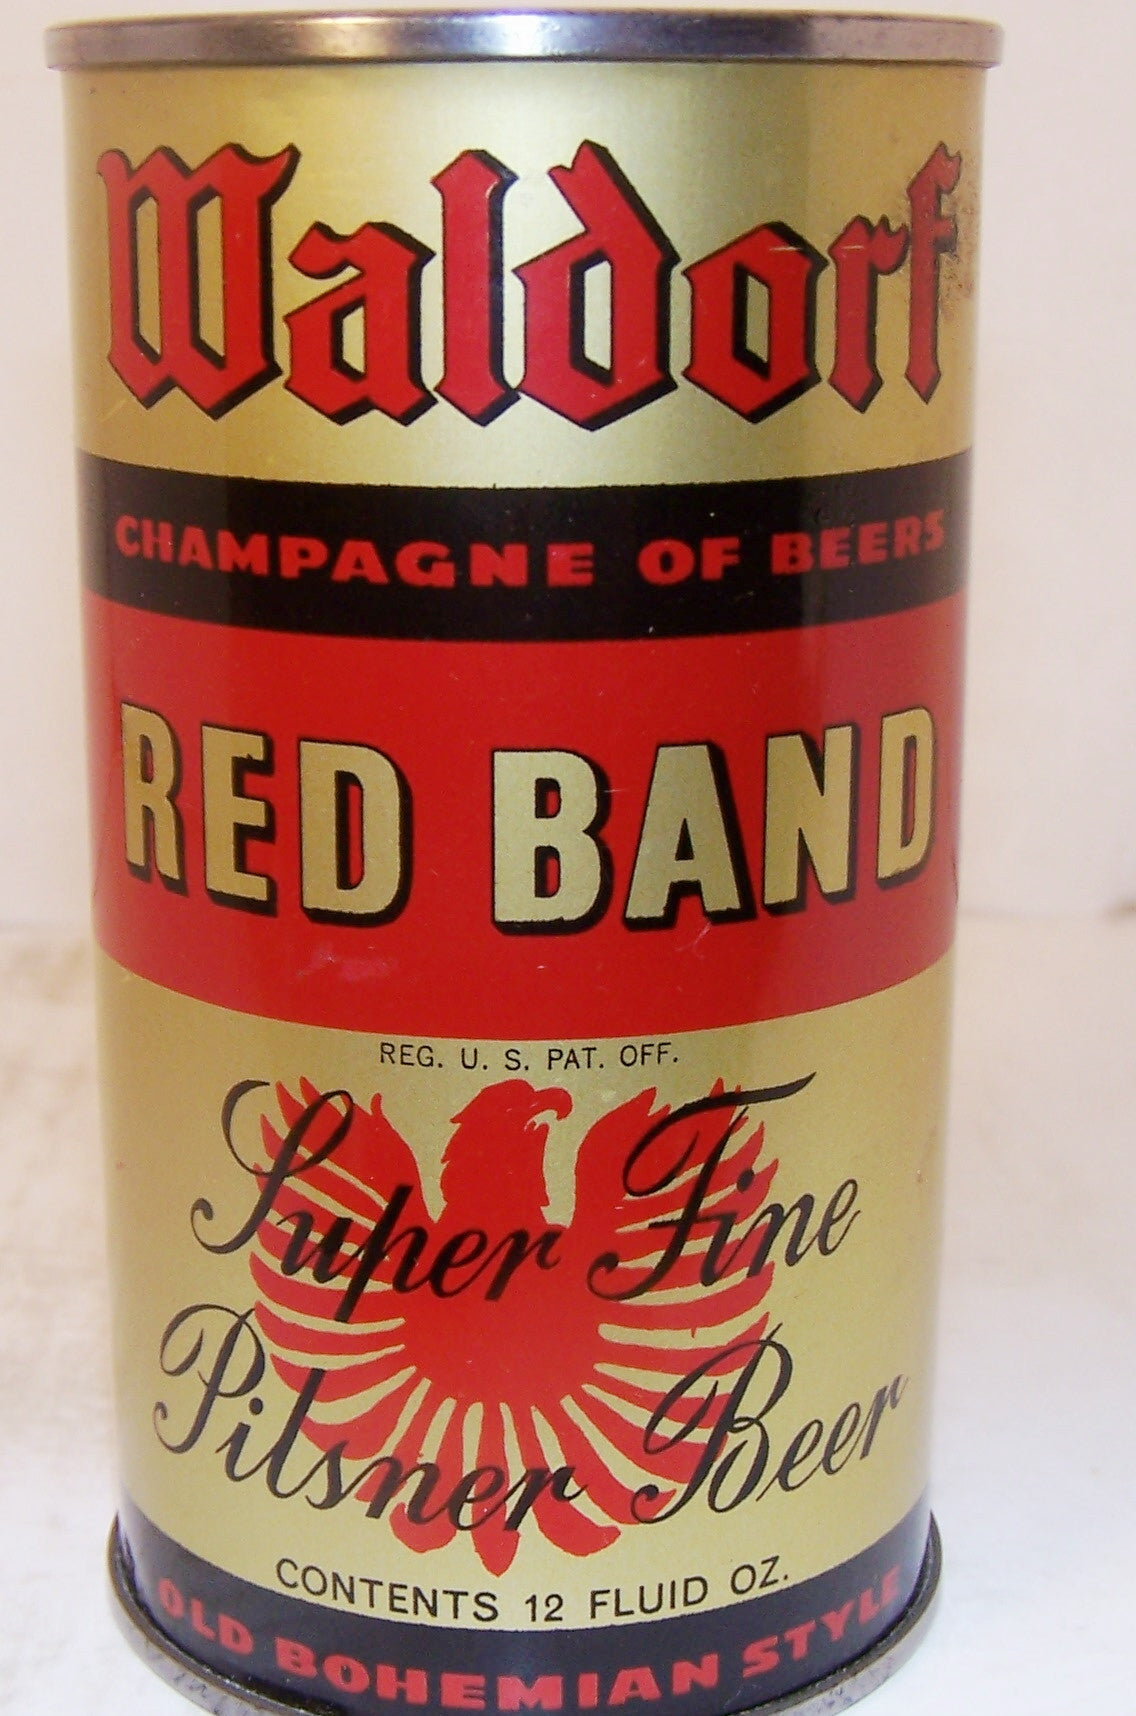 Waldorf
CHAMPAGNE OF BEERS
RED BAND
REG. U. S. PAT. OFF.
Super Fine
Pilsner Beer
CONTENTS 12 FLUID OZ.
OLD BOHEMIAN STYLE